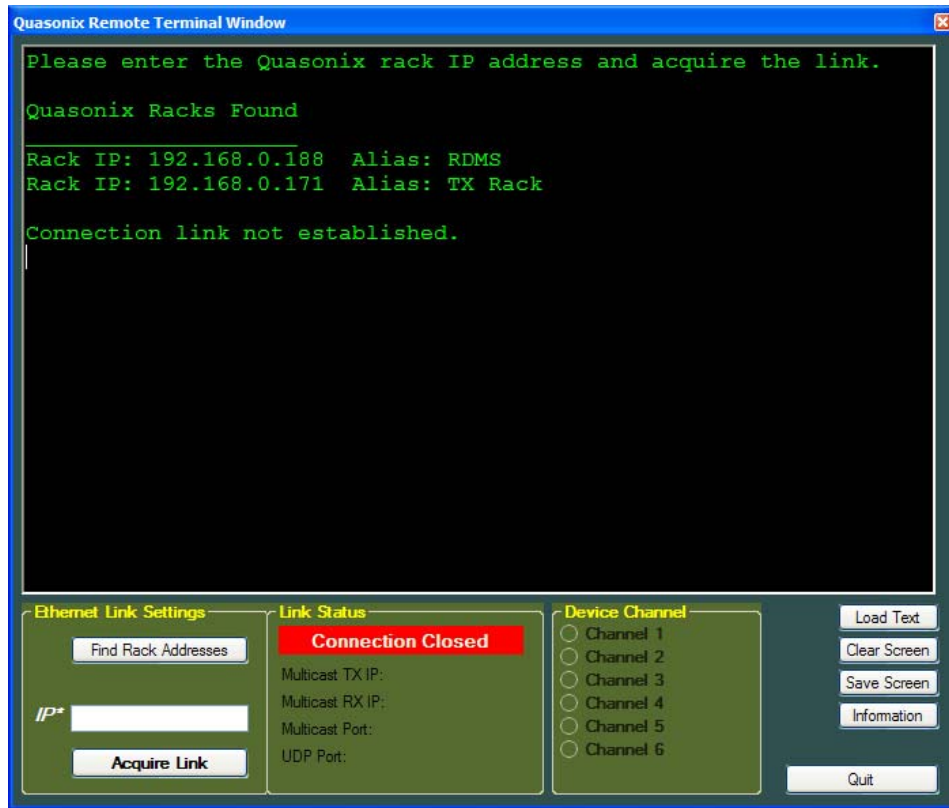 Quasonix Remote Terminal Window
Please enter the Quasonix rack IP address and acquire the link.
Quasonix Racks Found
Rack IP: 192.168.0.188  Alias: RDMS
Rack IP: 192.168.0.171  Alias: TX Rack
Connection link not established.
Ethernet Link Settings
Find Rack Addresses
IP*
Acquire Link
Link Status
Connection Closed
Multicast TX IP:
Multicast RX IP:
Multicast Port:
UDP Port:
Device Channel
Channel 1
Channel 2
Channel 3
Channel 4
Channel 5
Channel 6
Load Text
Clear Screen
Save Screen
Information
Quit